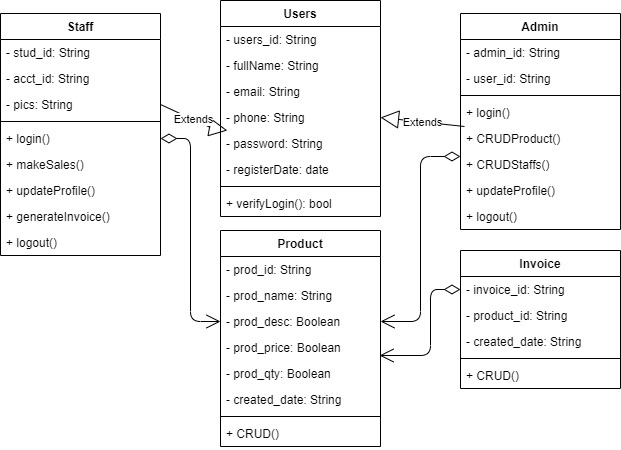 Staff
- stud_id: String
- acct_id: String
- pics: String
+ login()
+ makeSales()
+ updateProfile()
+ generateInvoice()
+ logout()
Extends
Users
- users_id: String
- fullName: String
- email: String
- phone: String
- password: String
- registerDate: date
+ verifyLogin(): bool
Extends
Admin
- admin_id: String
- user_id: String
+ login()
+ CRUDProduct()
+ CRUDStaffs()
+ updateProfile()
+ logout()
Product
- prod_id: String
- prod_name: String
- prod_desc: Boolean
- prod_price: Boolean
- prod_qty: Boolean
- created_date: String
+ CRUD()
Invoice
- invoice_id: String
- product_id: String
- created_date: String
+ CRUD()